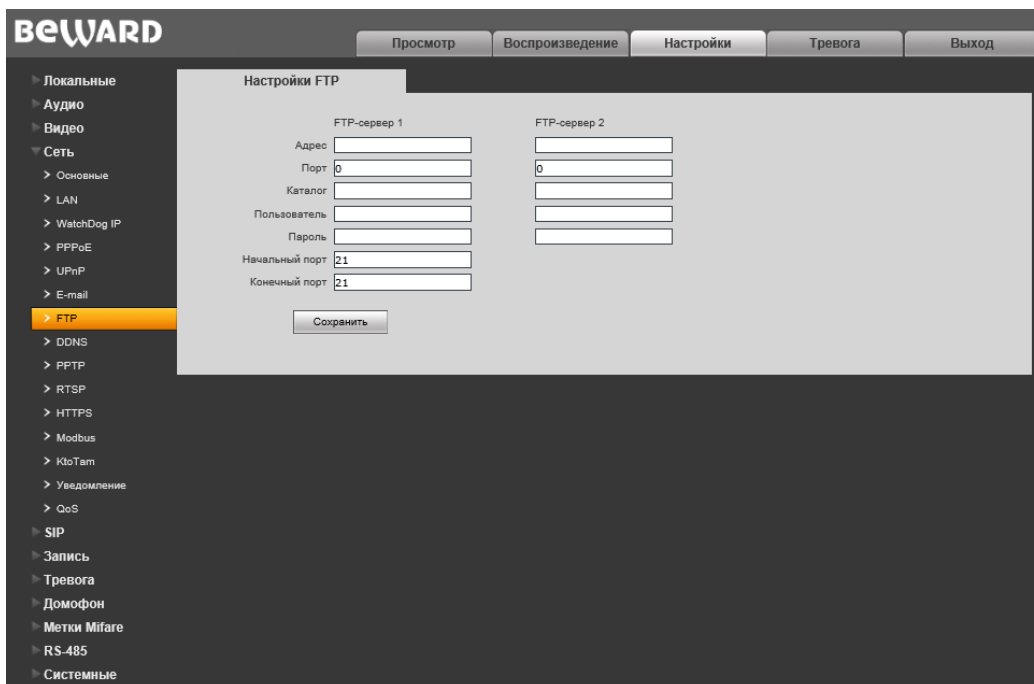 BEWARD
Просмотр
Воспроизведение
Настройки
Тревога
Выход
Локальные
Аудио
Видео
Сеть
Основные
LAN
WatchDog IP
PPPoE
UPnP
E-mail
FTP
DDNS
PPTP
RTSP
HTTPS
Modbus
KtoTam
Уведомление
QoS
SIP
Запись
Тревога
Домофон
Метки Mifare
RS-485
Системные
Настройки FTP
FTP-сервер 1 FTP-сервер 2
Адрес
Порт 0 0
Каталог
Пользователь
Пароль
Начальный порт 21
Конечный порт 21
Сохранить